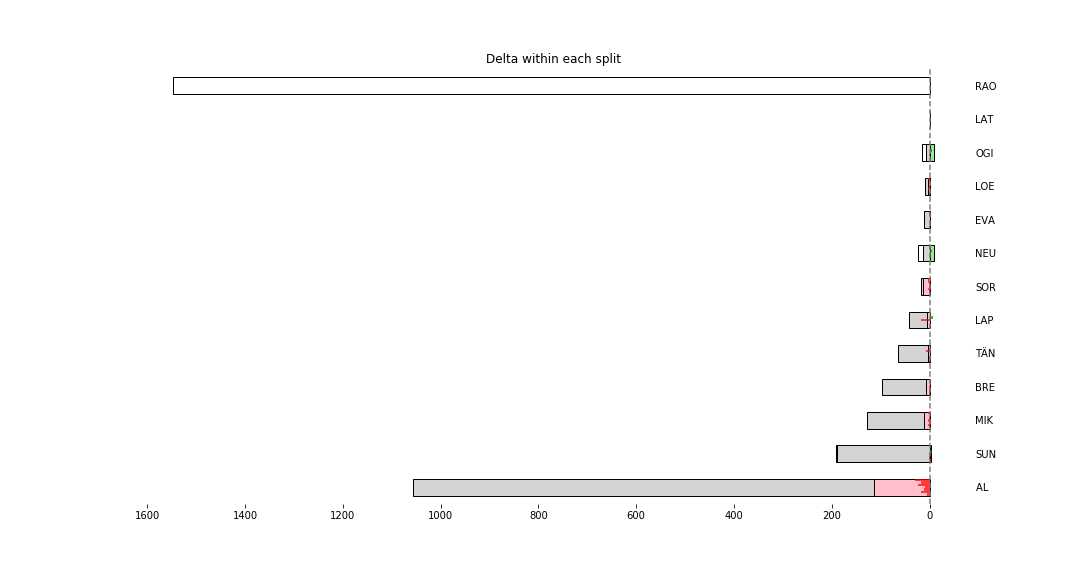 Delta within each split
RAO
LAT
OGI
LOE
EVA
NEU
SOR
LAP
TÄN
BRE
MIK
SUN
AL
1600 1400 1200 1000 800 600 400 200 0